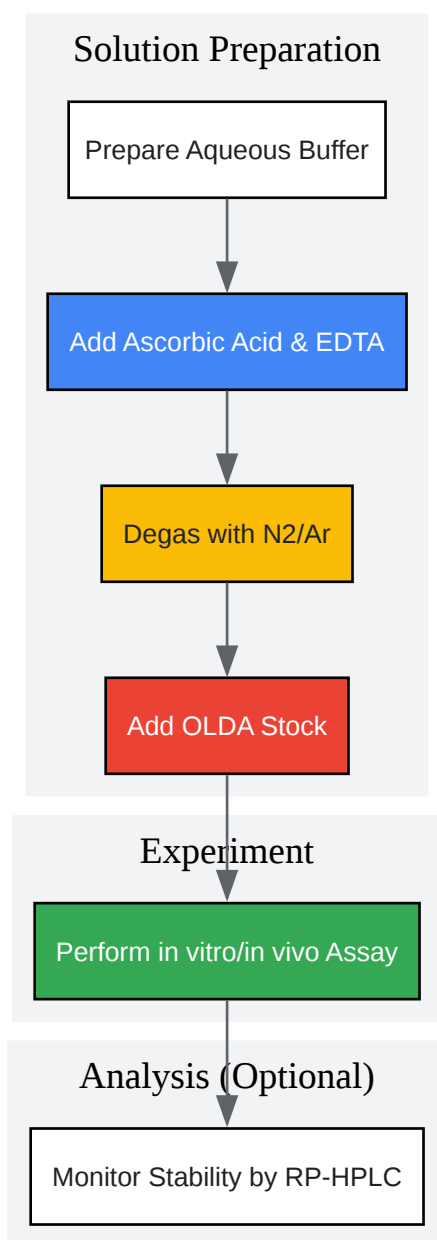 Solution Preparation
Prepare Aqueous Buffer
Add Ascorbic Acid & EDTA
Degas with N2/Ar
Add OLDA Stock
Experiment
Perform in vitro/in vivo Assay
Analysis (Optional)
Monitor Stability by RP-HPLC